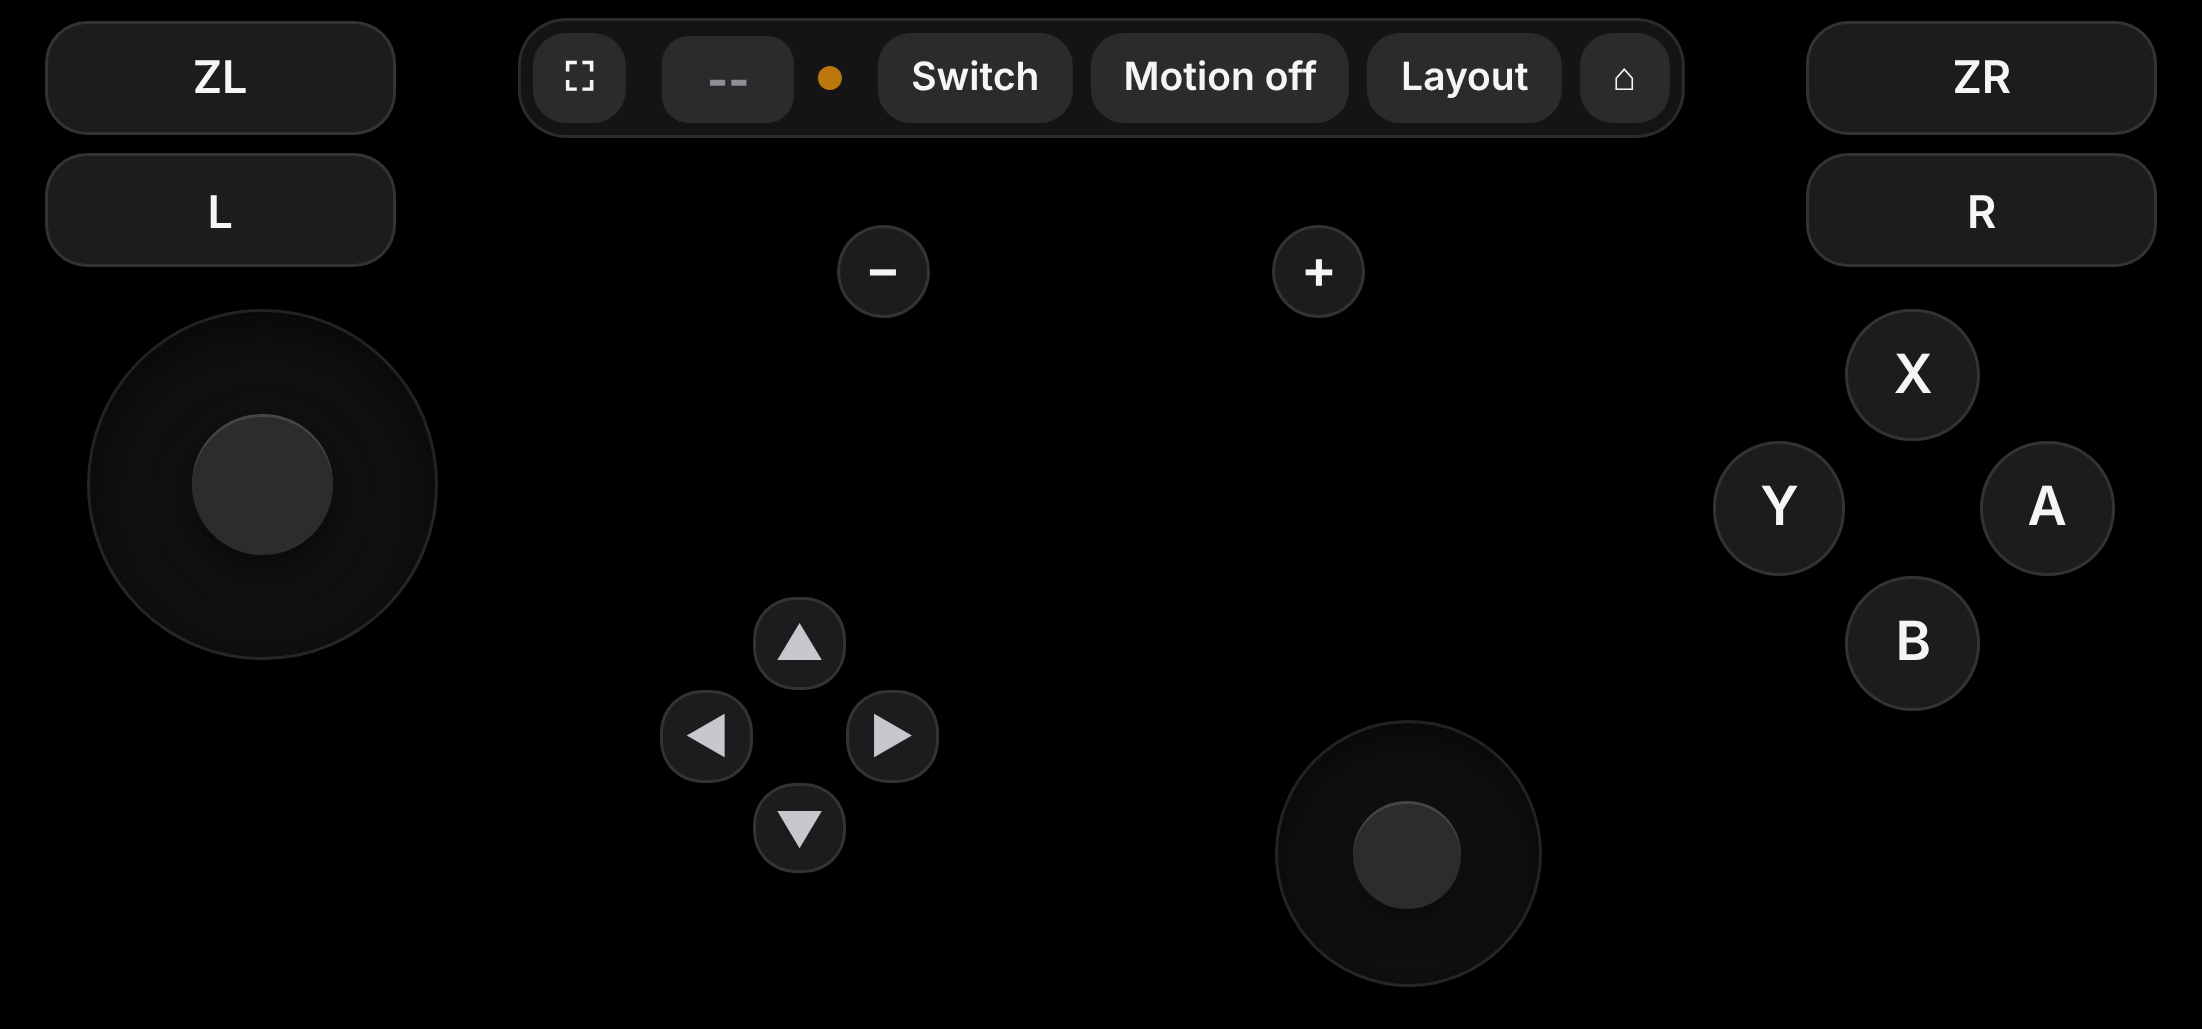 ZL
--
Switch
Motion off
Layout
ZR
L
R
−
+
X
Y
A
B